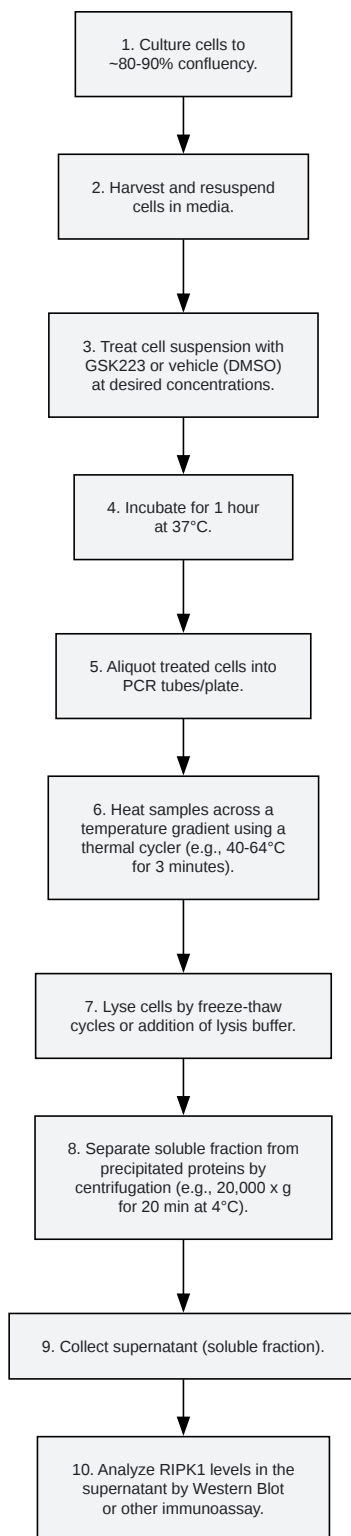 1. Culture cells to
~80-90% confluency.
2. Harvest and resuspend
cells in media.
3. Treat cell suspension with
GSK223 or vehicle (DMSO)
at desired concentrations.
4. Incubate for 1 hour
at 37°C.
5. Aliquot treated cells into
PCR tubes/plate.
6. Heat samples across a
temperature gradient using a
thermal cycler (e.g., 40-64°C
for 3 minutes).
7. Lyse cells by freeze-thaw
cycles or addition of lysis buffer.
8. Separate soluble fraction from
precipitated proteins by
centrifugation (e.g., 20,000 x g
for 20 min at 4°C).
9. Collect supernatant (soluble fraction).
10. Analyze RIPK1 levels in the
supernatant by Western Blot
or other immunoassay.